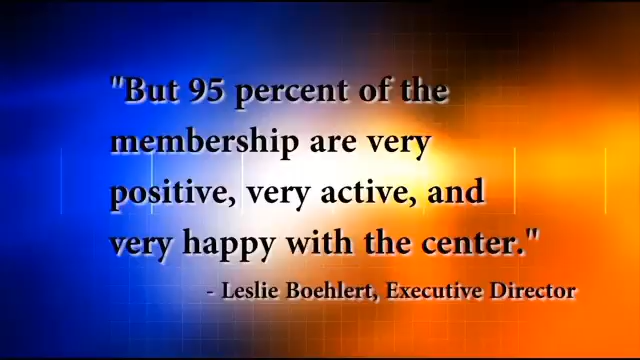 "But 95 percent of the
membership are very
positive, very active, and
very happy with the center."
- Leslie Boehlert, Executive Director